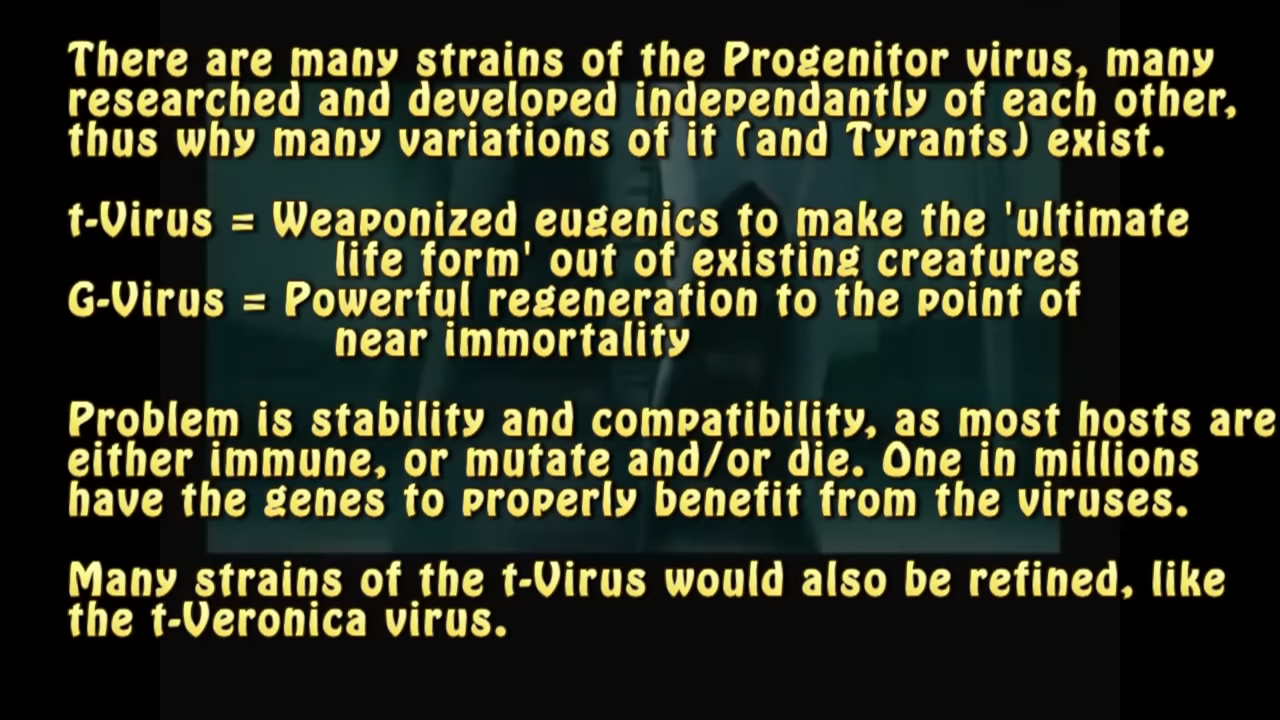 There are many strains of the Progenitor virus, many
researched and developed independantly of each other,
thus why many variations of it (and Tyrants) exist.
t-Virus = Weaponized eugenics to make the 'ultimate
life form' out of existing creatures
G-Virus = Powerful regeneration to the point of
near immortality
Problem is stability and compatibility, as most hosts are
either immune, or mutate and/or die. One in millions
have the genes to properly benefit from the viruses.
Many strains of the t-Virus would also be refined, like
the t-Veronica virus.